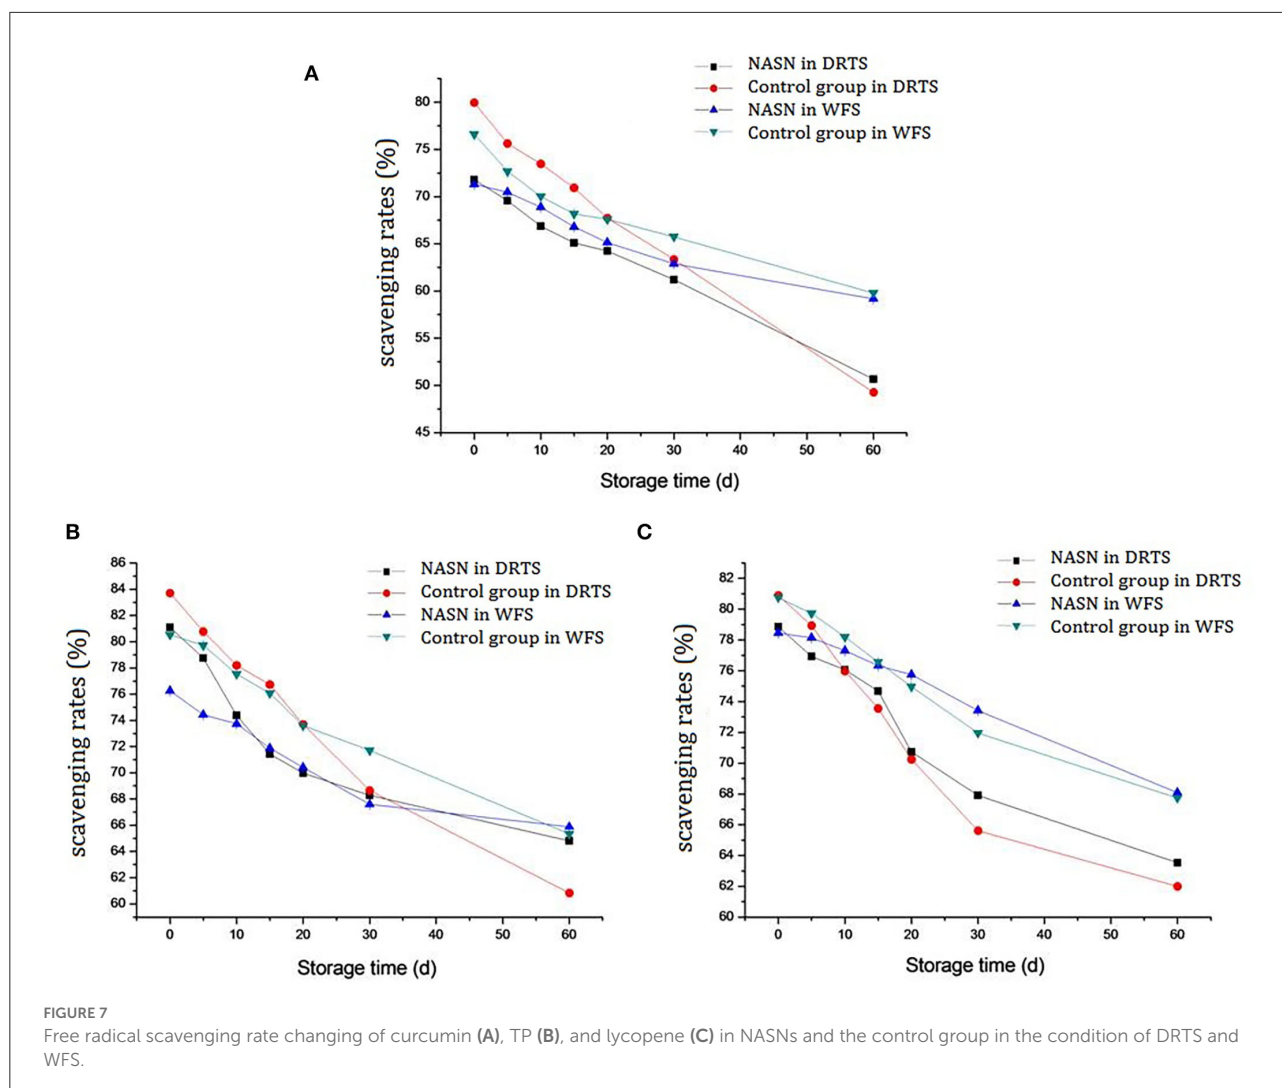 A
NASN in DRTS
Control group in DRTS
NASN in WFS
Control group in WFS
scavenging rates (%)
80
75
70
65
60
55
50
45
0 10 20 30 40 50 60
Storage time (d)
B
NASN in DRTS
Control group in DRTS
NASN in WFS
Control group in WFS
scavenging rates (%)
86
84
82
80
78
76
74
72
70
68
66
64
62
60
0 10 20 30 40 50 60
Storage time (d)
C
NASN in DRTS
Control group in DRTS
NASN in WFS
Control group in WFS
scavenging rates (%)
82
80
78
76
74
72
70
68
66
64
62
60
0 10 20 30 40 50 60
Storage time (d)
FIGURE 7
Free radical scavenging rate changing of curcumin (A), TP (B), and lycopene (C) in NASNs and the control group in the condition of DRTS and
WFS.